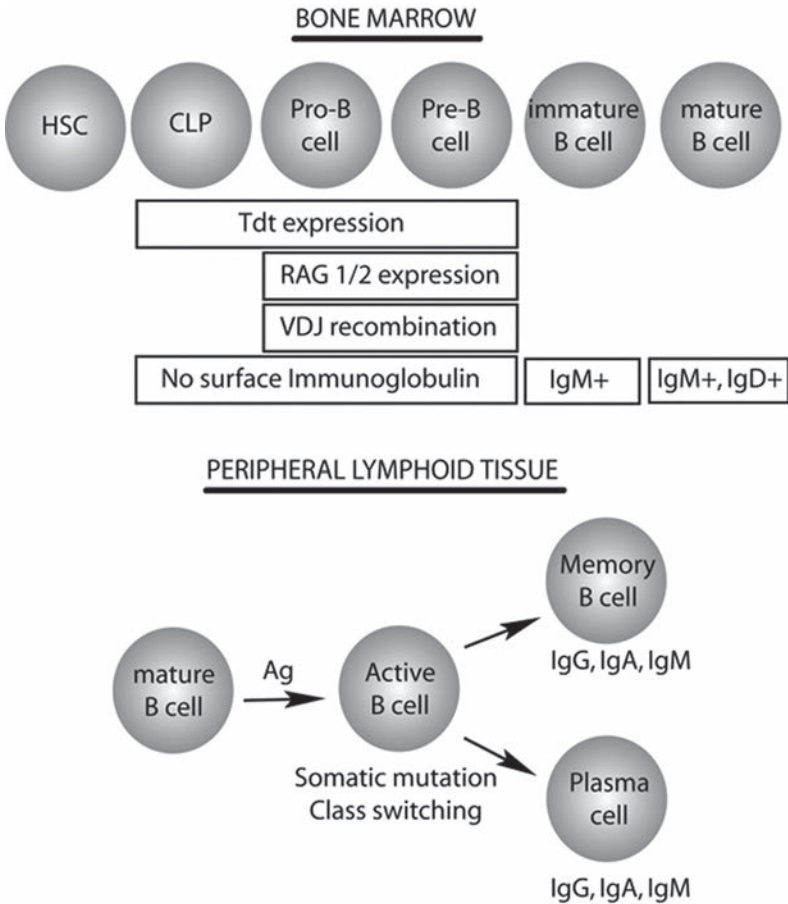 BONE MARROW
HSC
CLP
Pro-B
cell
Pre-B
cell
immature
B cell
mature
B cell
Tdt expression
RAG 1/2 expression
VDJ recombination
No surface Immunoglobulin
IgM+
IgM+, IgD+
PERIPHERAL LYMPHOID TISSUE
mature
B cell
Ag
Active
B cell
Somatic mutation
Class switching
Memory
B cell
IgG, IgA, IgM
Plasma
cell
IgG, IgA, IgM